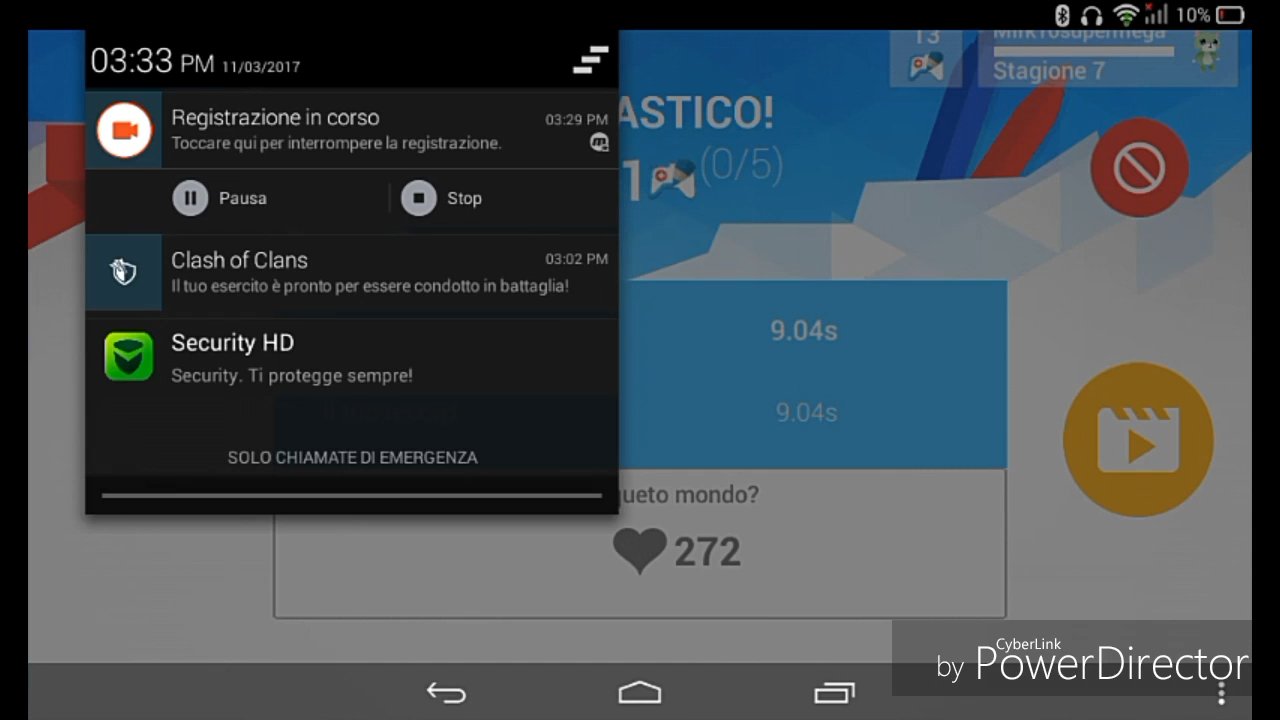 10%
03:33 PM 11/03/2017
Registrazione in corso
03:29 PM
Toccare qui per interrompere la registrazione.
Pausa
Stop
Clash of Clans
03:02 PM
Il tuo esercito è pronto per essere condotto in battaglia!
Security HD
Security. Ti protegge sempre!
SOLO CHIAMATE DI EMERGENZA
13
Stagione 7
ASTICO!
1 (0/5)
9.04s
9.04s
queto mondo?
272
CyberLink
by PowerDirector